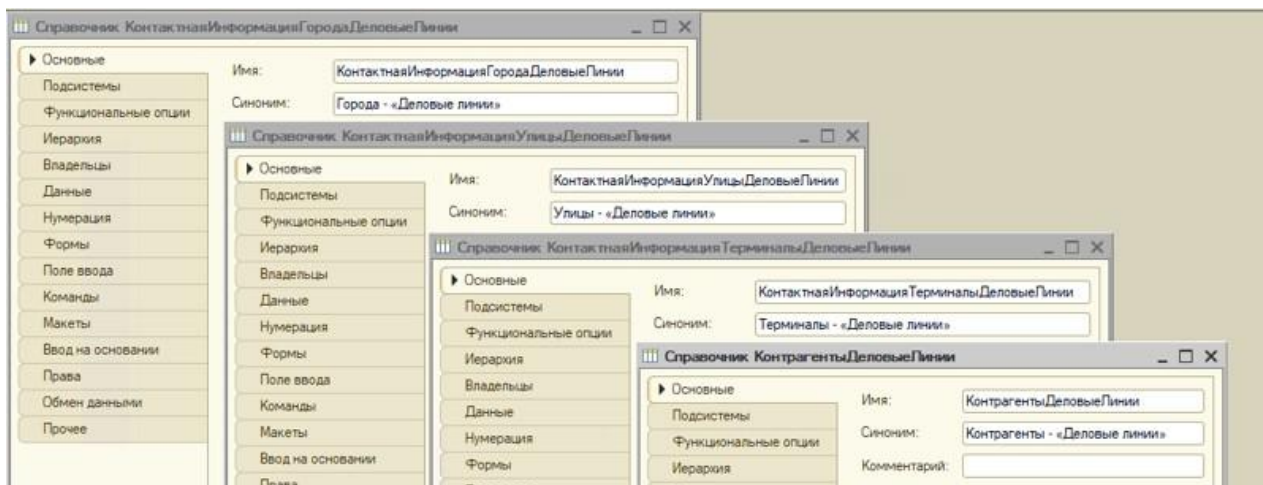 Справочник КонтактнаяИнформацияГородаДеловыеЛинии
Основные
Подсистемы
Функциональные опции
Иерархия
Владельцы
Данные
Нумерация
Формы
Поле ввода
Команды
Макеты
Ввод на основании
Права
Обмен данными
Прочее
Имя: КонтактнаяИнформацияГородаДеловыеЛинии
Синоним: Города - «Деловые линии»
Справочник КонтактнаяИнформацияУлицыДеловыеЛинии
Основные
Подсистемы
Функциональные опции
Иерархия
Владельцы
Данные
Нумерация
Формы
Поле ввода
Команды
Макеты
Ввод на основании
Права
Имя: КонтактнаяИнформацияУлицыДеловыеЛинии
Синоним: Улицы - «Деловые линии»
Справочник КонтактнаяИнформацияТерминалыДеловыеЛинии
Основные
Подсистемы
Функциональные опции
Иерархия
Владельцы
Данные
Нумерация
Формы
Имя: КонтактнаяИнформацияТерминалыДеловыеЛинии
Синоним: Терминалы - «Деловые линии»
Справочник КонтрагентыДеловыеЛинии
Основные
Подсистемы
Функциональные опции
Иерархия
Имя: КонтрагентыДеловыеЛинии
Синоним: Контрагенты - «Деловые линии»
Комментарий: